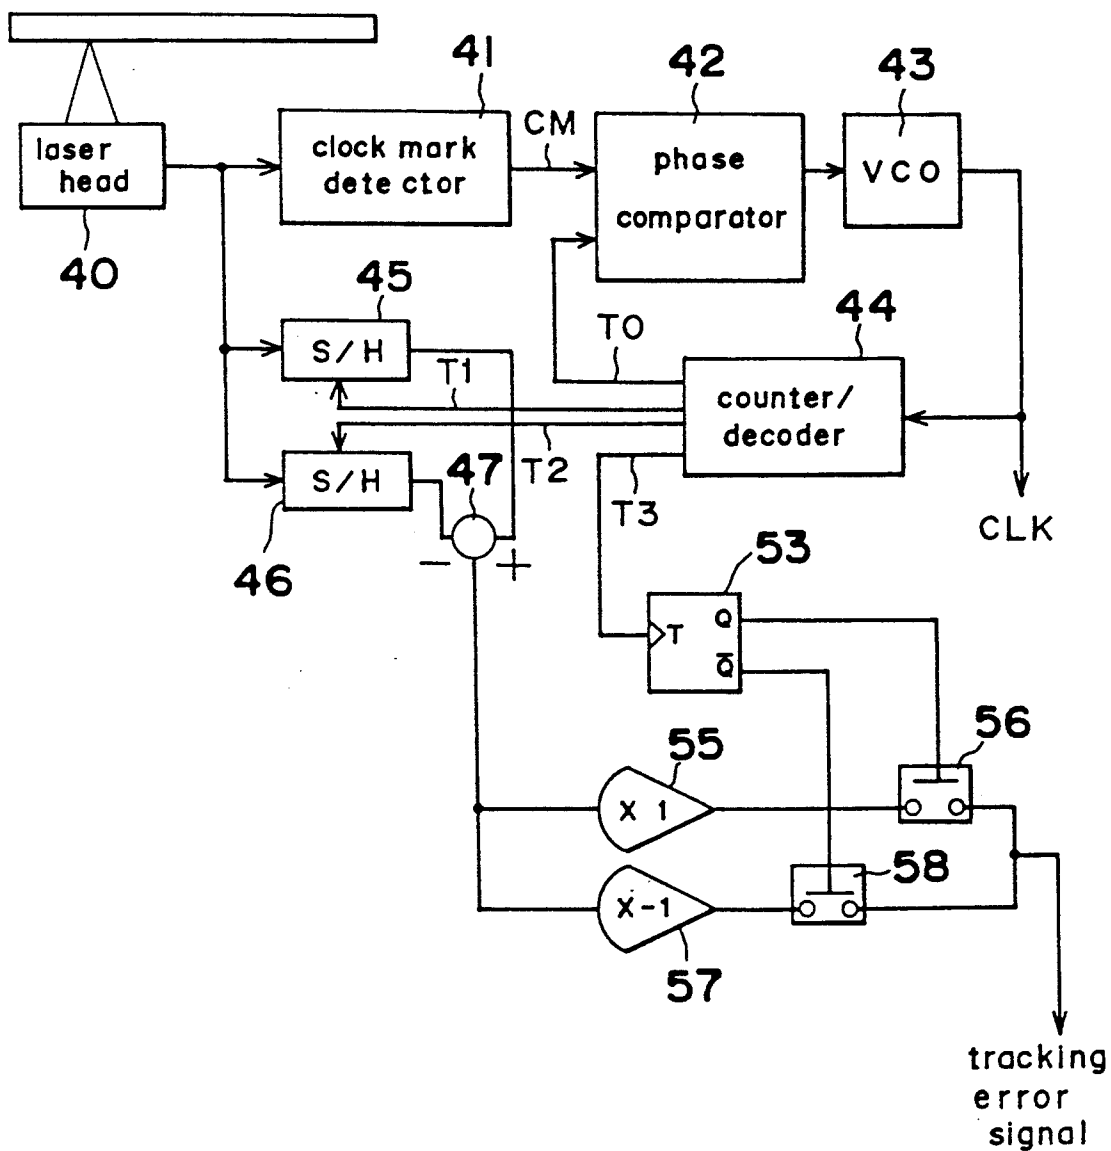 41
42
43
laser
head
clock mark
detector
CM
phase
comparator
VCO
40
45
S/H
T0
44
T1
counter/
decoder
S/H
47
T2
T3
CLK
46
−
+
53
T
Q
Q̅
55
56
X 1
58
X-1
57
tracking
error
signal